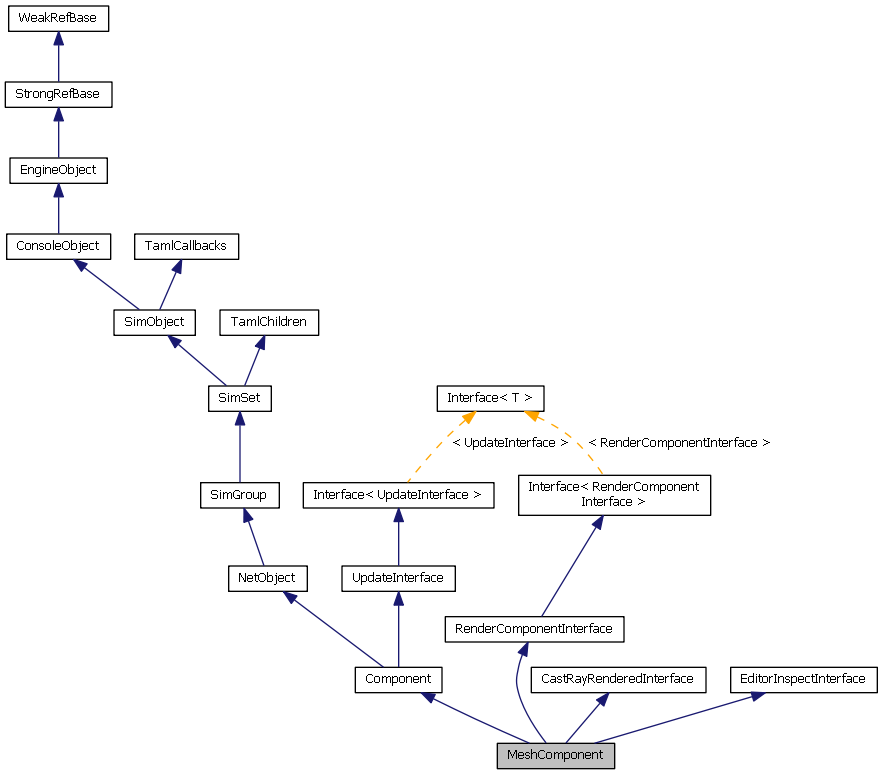 WeakRefBase
StrongRefBase
EngineObject
ConsoleObject
TamlCallbacks
SimObject
TamlChildren
SimSet
Interface< T >
< UpdateInterface >
< RenderComponentInterface >
SimGroup
Interface< UpdateInterface >
Interface< RenderComponent
Interface >
NetObject
UpdateInterface
RenderComponentInterface
Component
CastRayRenderedInterface
EditorInspectInterface
MeshComponent